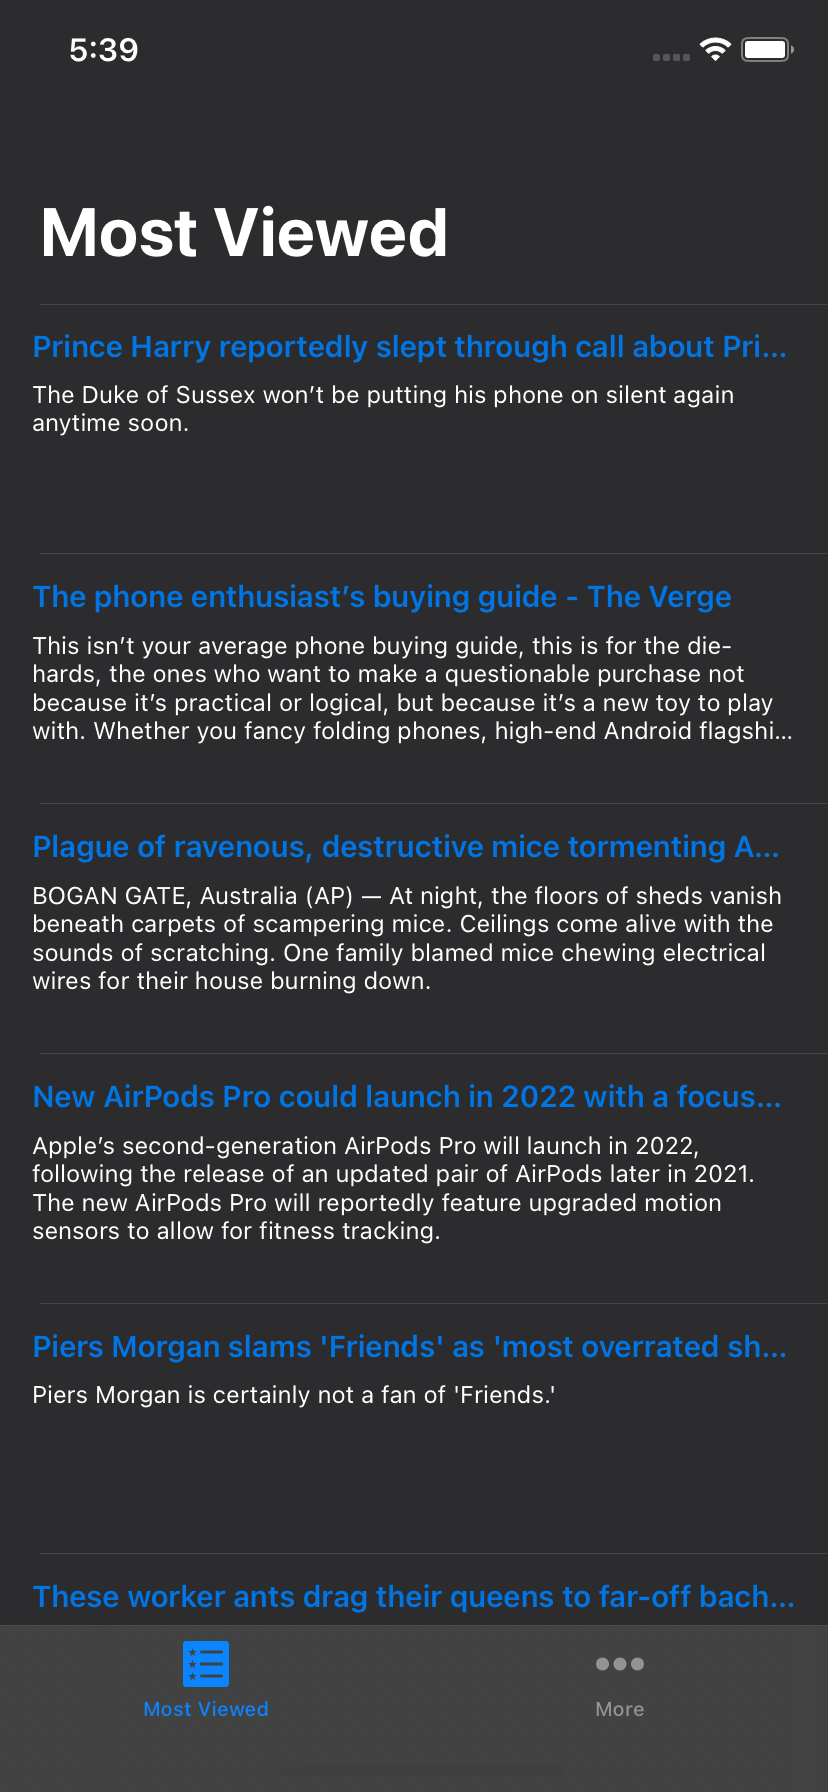 5:39
Most Viewed
Prince Harry reportedly slept through call about Pri...
The Duke of Sussex won’t be putting his phone on silent again
anytime soon.
The phone enthusiast’s buying guide - The Verge
This isn’t your average phone buying guide, this is for the die-
hards, the ones who want to make a questionable purchase not
because it’s practical or logical, but because it’s a new toy to play
with. Whether you fancy folding phones, high-end Android flagshi...
Plague of ravenous, destructive mice tormenting A...
BOGAN GATE, Australia (AP) — At night, the floors of sheds vanish
beneath carpets of scampering mice. Ceilings come alive with the
sounds of scratching. One family blamed mice chewing electrical
wires for their house burning down.
New AirPods Pro could launch in 2022 with a focus...
Apple’s second-generation AirPods Pro will launch in 2022,
following the release of an updated pair of AirPods later in 2021.
The new AirPods Pro will reportedly feature upgraded motion
sensors to allow for fitness tracking.
Piers Morgan slams 'Friends' as 'most overrated sh...
Piers Morgan is certainly not a fan of 'Friends.'
These worker ants drag their queens to far-off bach...
Most Viewed
More